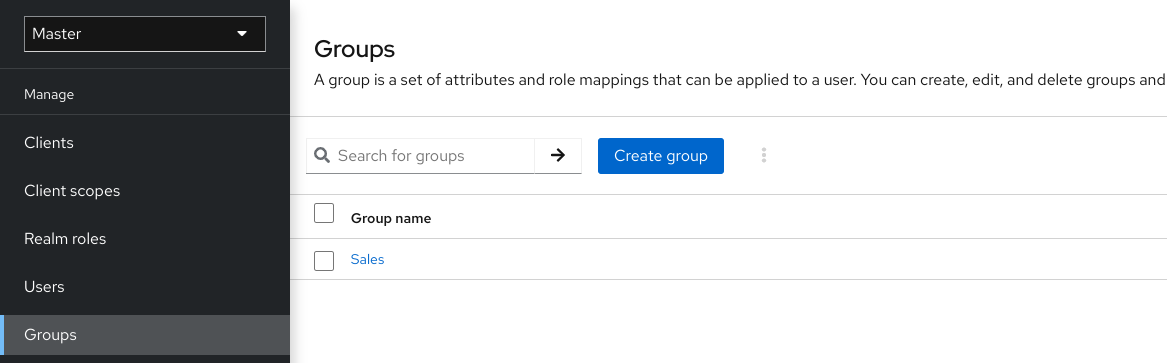 Master
Manage
Clients
Client scopes
Realm roles
Users
Groups
Groups
A group is a set of attributes and role mappings that can be applied to a user. You can create, edit, and delete groups and
Search for groups
Create group
Group name
Sales